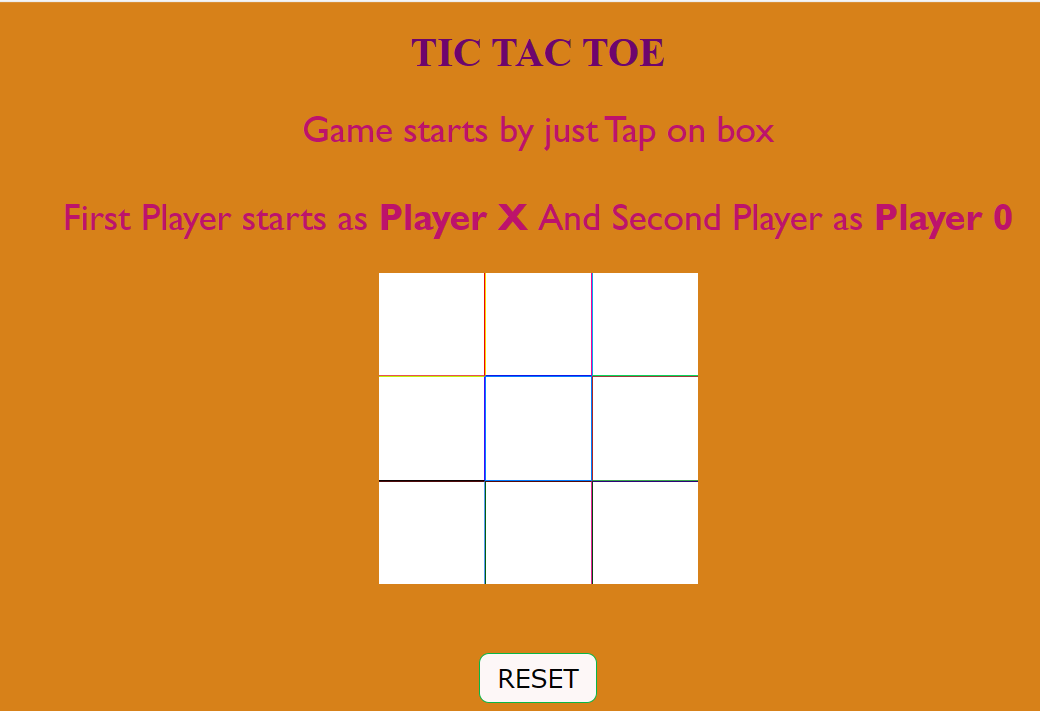 TIC TAC TOE
Game starts by just Tap on box
First Player starts as Player X And Second Player as Player 0
RESET